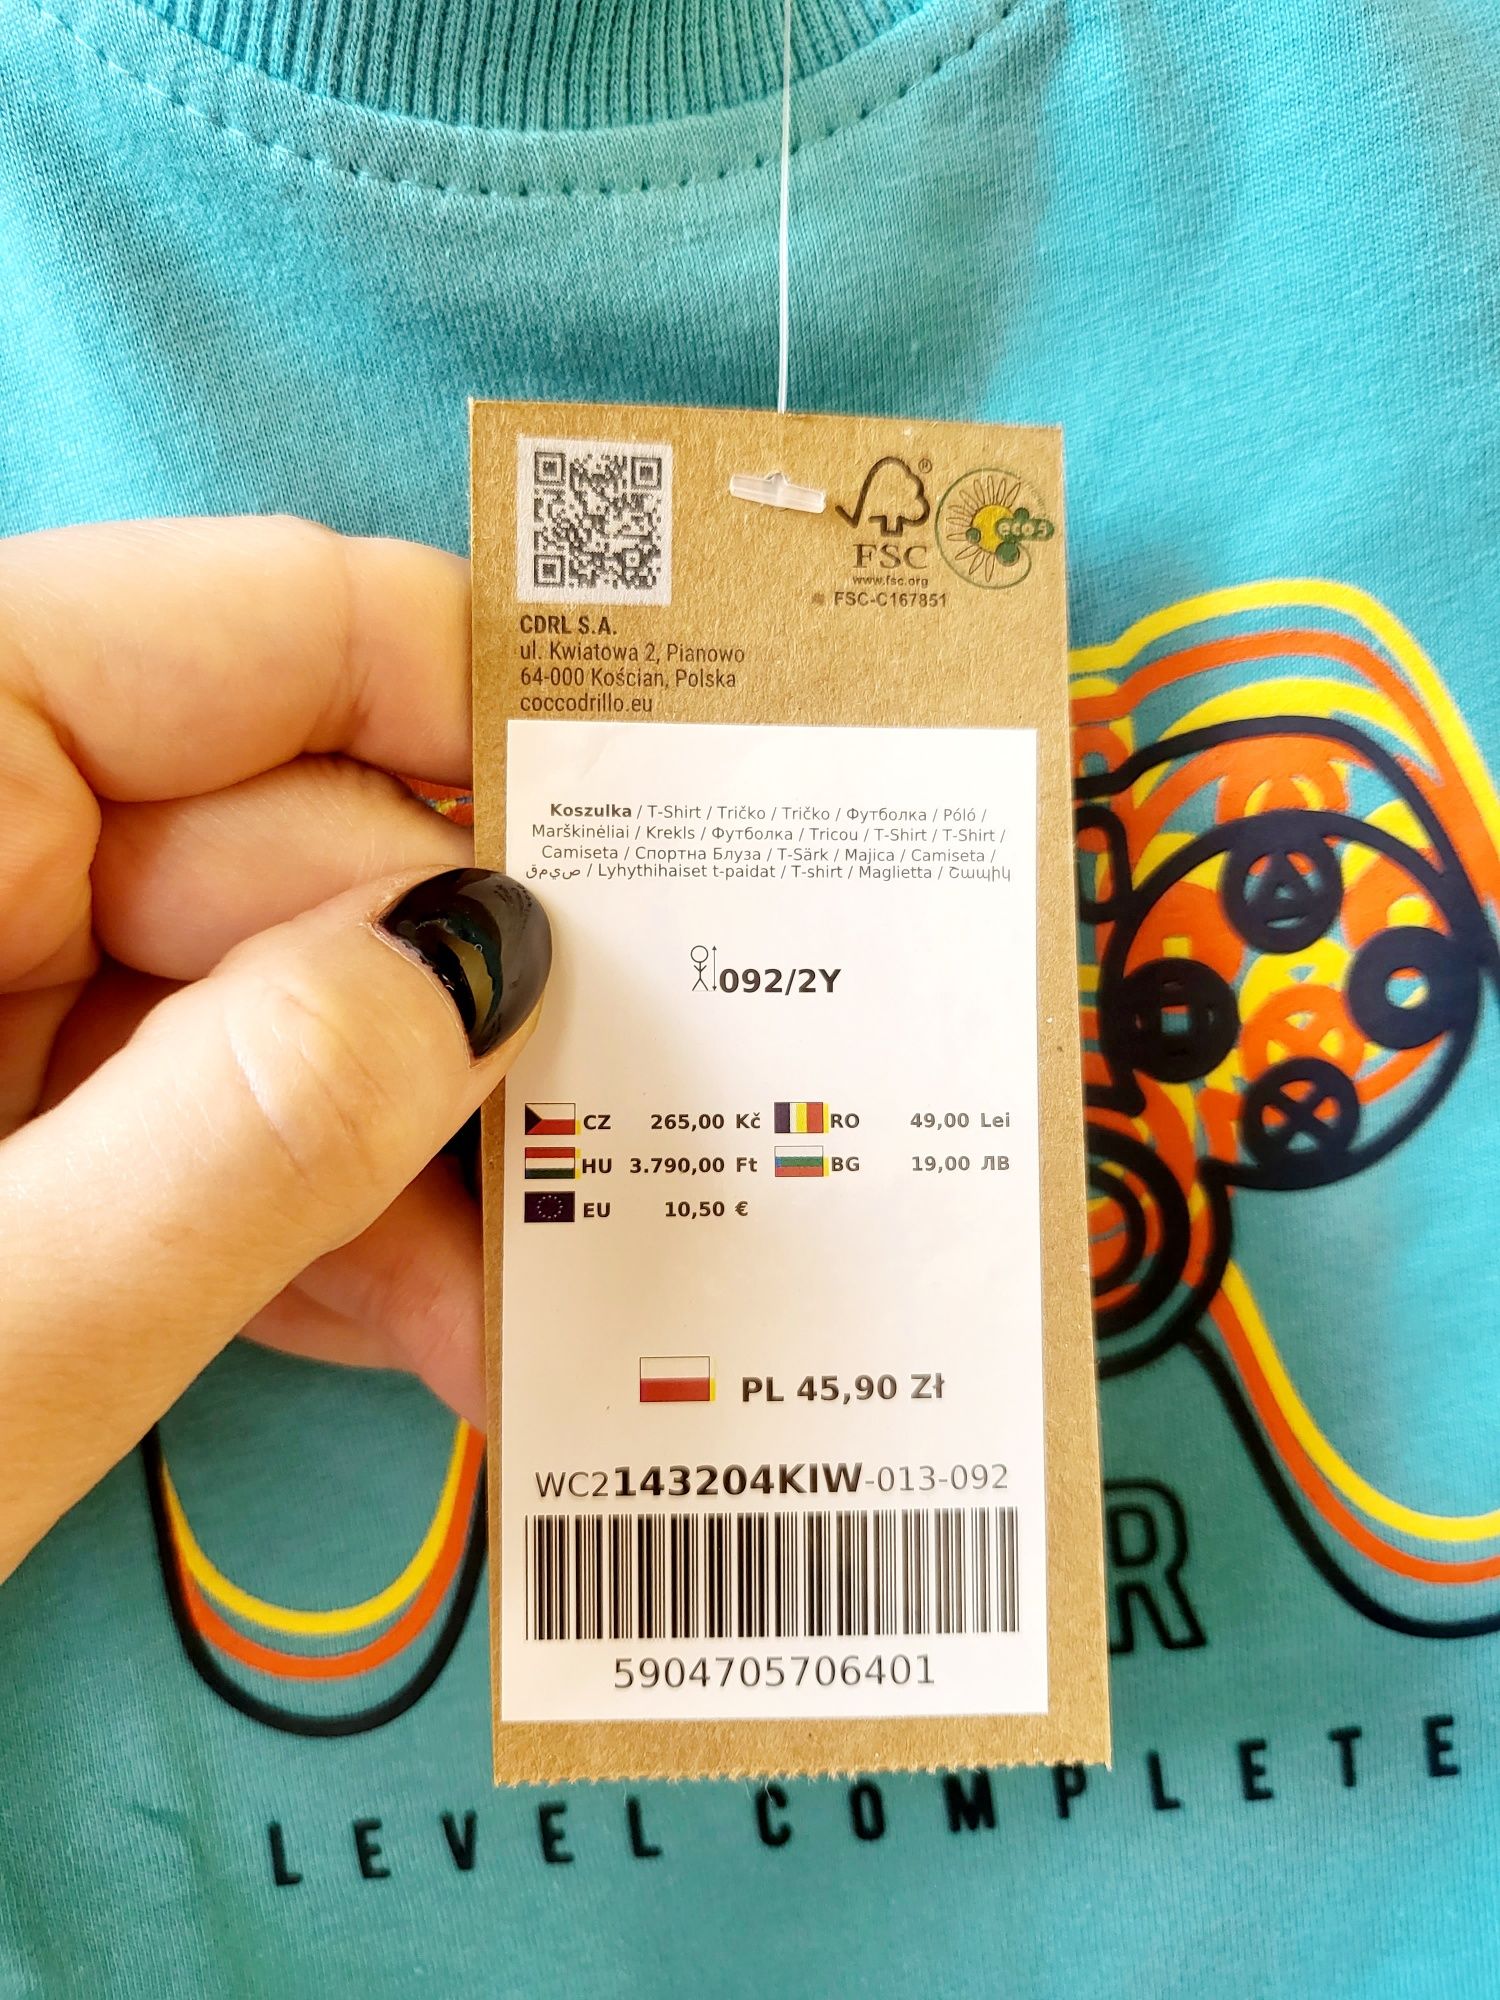 eco5
FSC
www.fsc.org
FSC-C167851
CDRL S.A.
ul. Kwiatowa 2, Pianowo
64-000 Kościan, Polska
coccodrillo.eu
Koszulka / T-Shirt / Tričko / Tričko / Футболка / Póló /
Marškinėliai / Krekls / Футболка / Tricou / T-Shirt / T-Shirt /
Camiseta / Спортна Блуза / T-Särk / Majica / Camiseta /
قميص / Lyhythihaiset t-paidat / T-shirt / Maglietta / Շապիկ
092/2Y
CZ 265,00 Kč RO 49,00 Lei
HU 3.790,00 Ft BG 19,00 ЛВ
EU 10,50 €
PL 45,90 Zł
WC2143204KIW-013-092
5904705706401
R
LEVEL COMPLETE